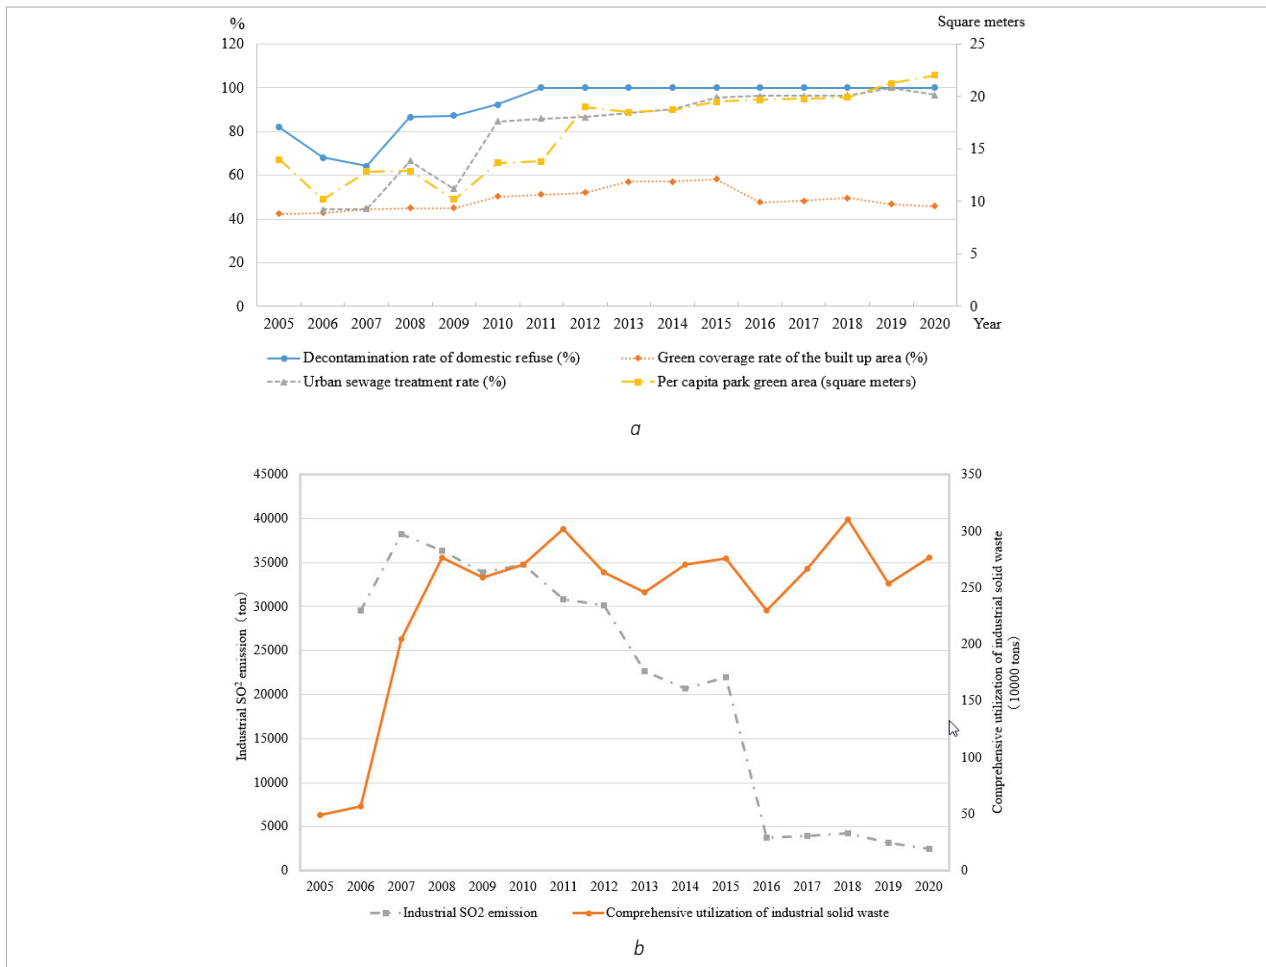 % Square meters
120 25
100 20
80 15
60 10
40 5
20 0
0
2005 2006 2007 2008 2009 2010 2011 2012 2013 2014 2015 2016 2017 2018 2019 2020 Year
Decontamination rate of domestic refuse (%) Green coverage rate of the built up area (%)
Urban sewage treatment rate (%) Per capita park green area (square meters)
a
45000 350
40000 300
35000 250
30000 200
25000 150
20000 100
15000 50
10000 0
5000
0
Industrial SO² emission (ton)
Comprehensive utilization of industrial solid waste
(10000 tons)
2005 2006 2007 2008 2009 2010 2011 2012 2013 2014 2015 2016 2017 2018 2019 2020
Industrial SO2 emission Comprehensive utilization of industrial solid waste
b